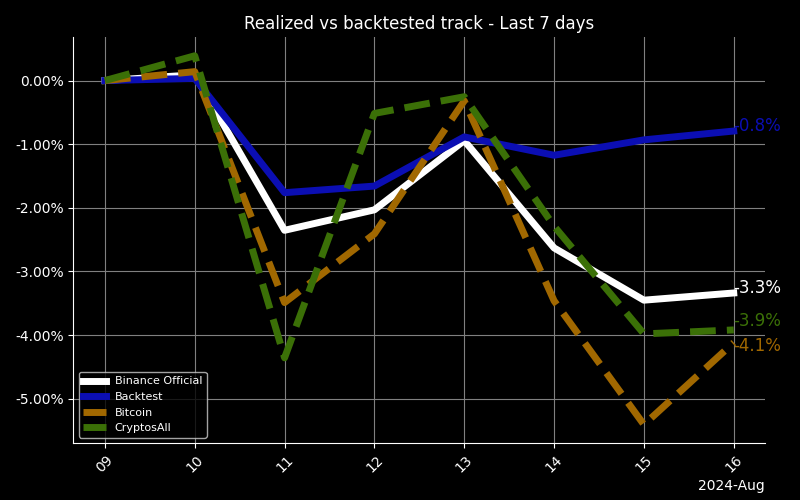 Realized vs backtested track - Last 7 days
0.00%
-1.00%
-2.00%
-3.00%
-4.00%
-5.00%
-0.8%
-3.3%
-3.9%
-4.1%
Binance Official
Backtest
Bitcoin
CryptosAll
09 10 11 12 13 14 15 16
2024-Aug